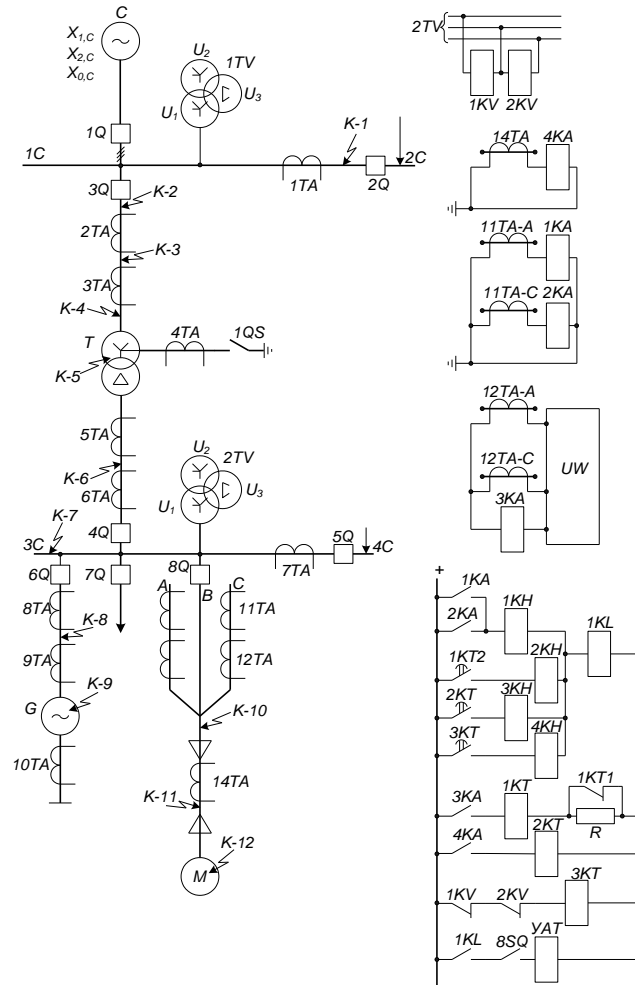 C
X1,C
X2,C
X0,C
U2
1TV
U3
U1
1Q
1C
K-1
1TA
2Q
2C
3Q
K-2
2TA
K-3
3TA
K-4
T
4TA
1QS
K-5
5TA
K-6
6TA
U2
2TV
U3
U1
4Q
K-7
3C
5Q
4C
7TA
6Q
7Q
8Q
A
B
C
8TA
K-8
9TA
11TA
12TA
G
K-9
10TA
K-10
14TA
K-11
K-12
M
2TV
1KV
2KV
14TA
4KA
11TA-A
1KA
11TA-C
2KA
12TA-A
12TA-C
3KA
UW
+
1KA
2KA
1KH
1KL
1KT2
2KH
2KT
3KH
3KT
4KH
3KA
1KT
1KT1
R
4KA
2KT
1KV
2KV
3KT
1KL
8SQ
УАТ